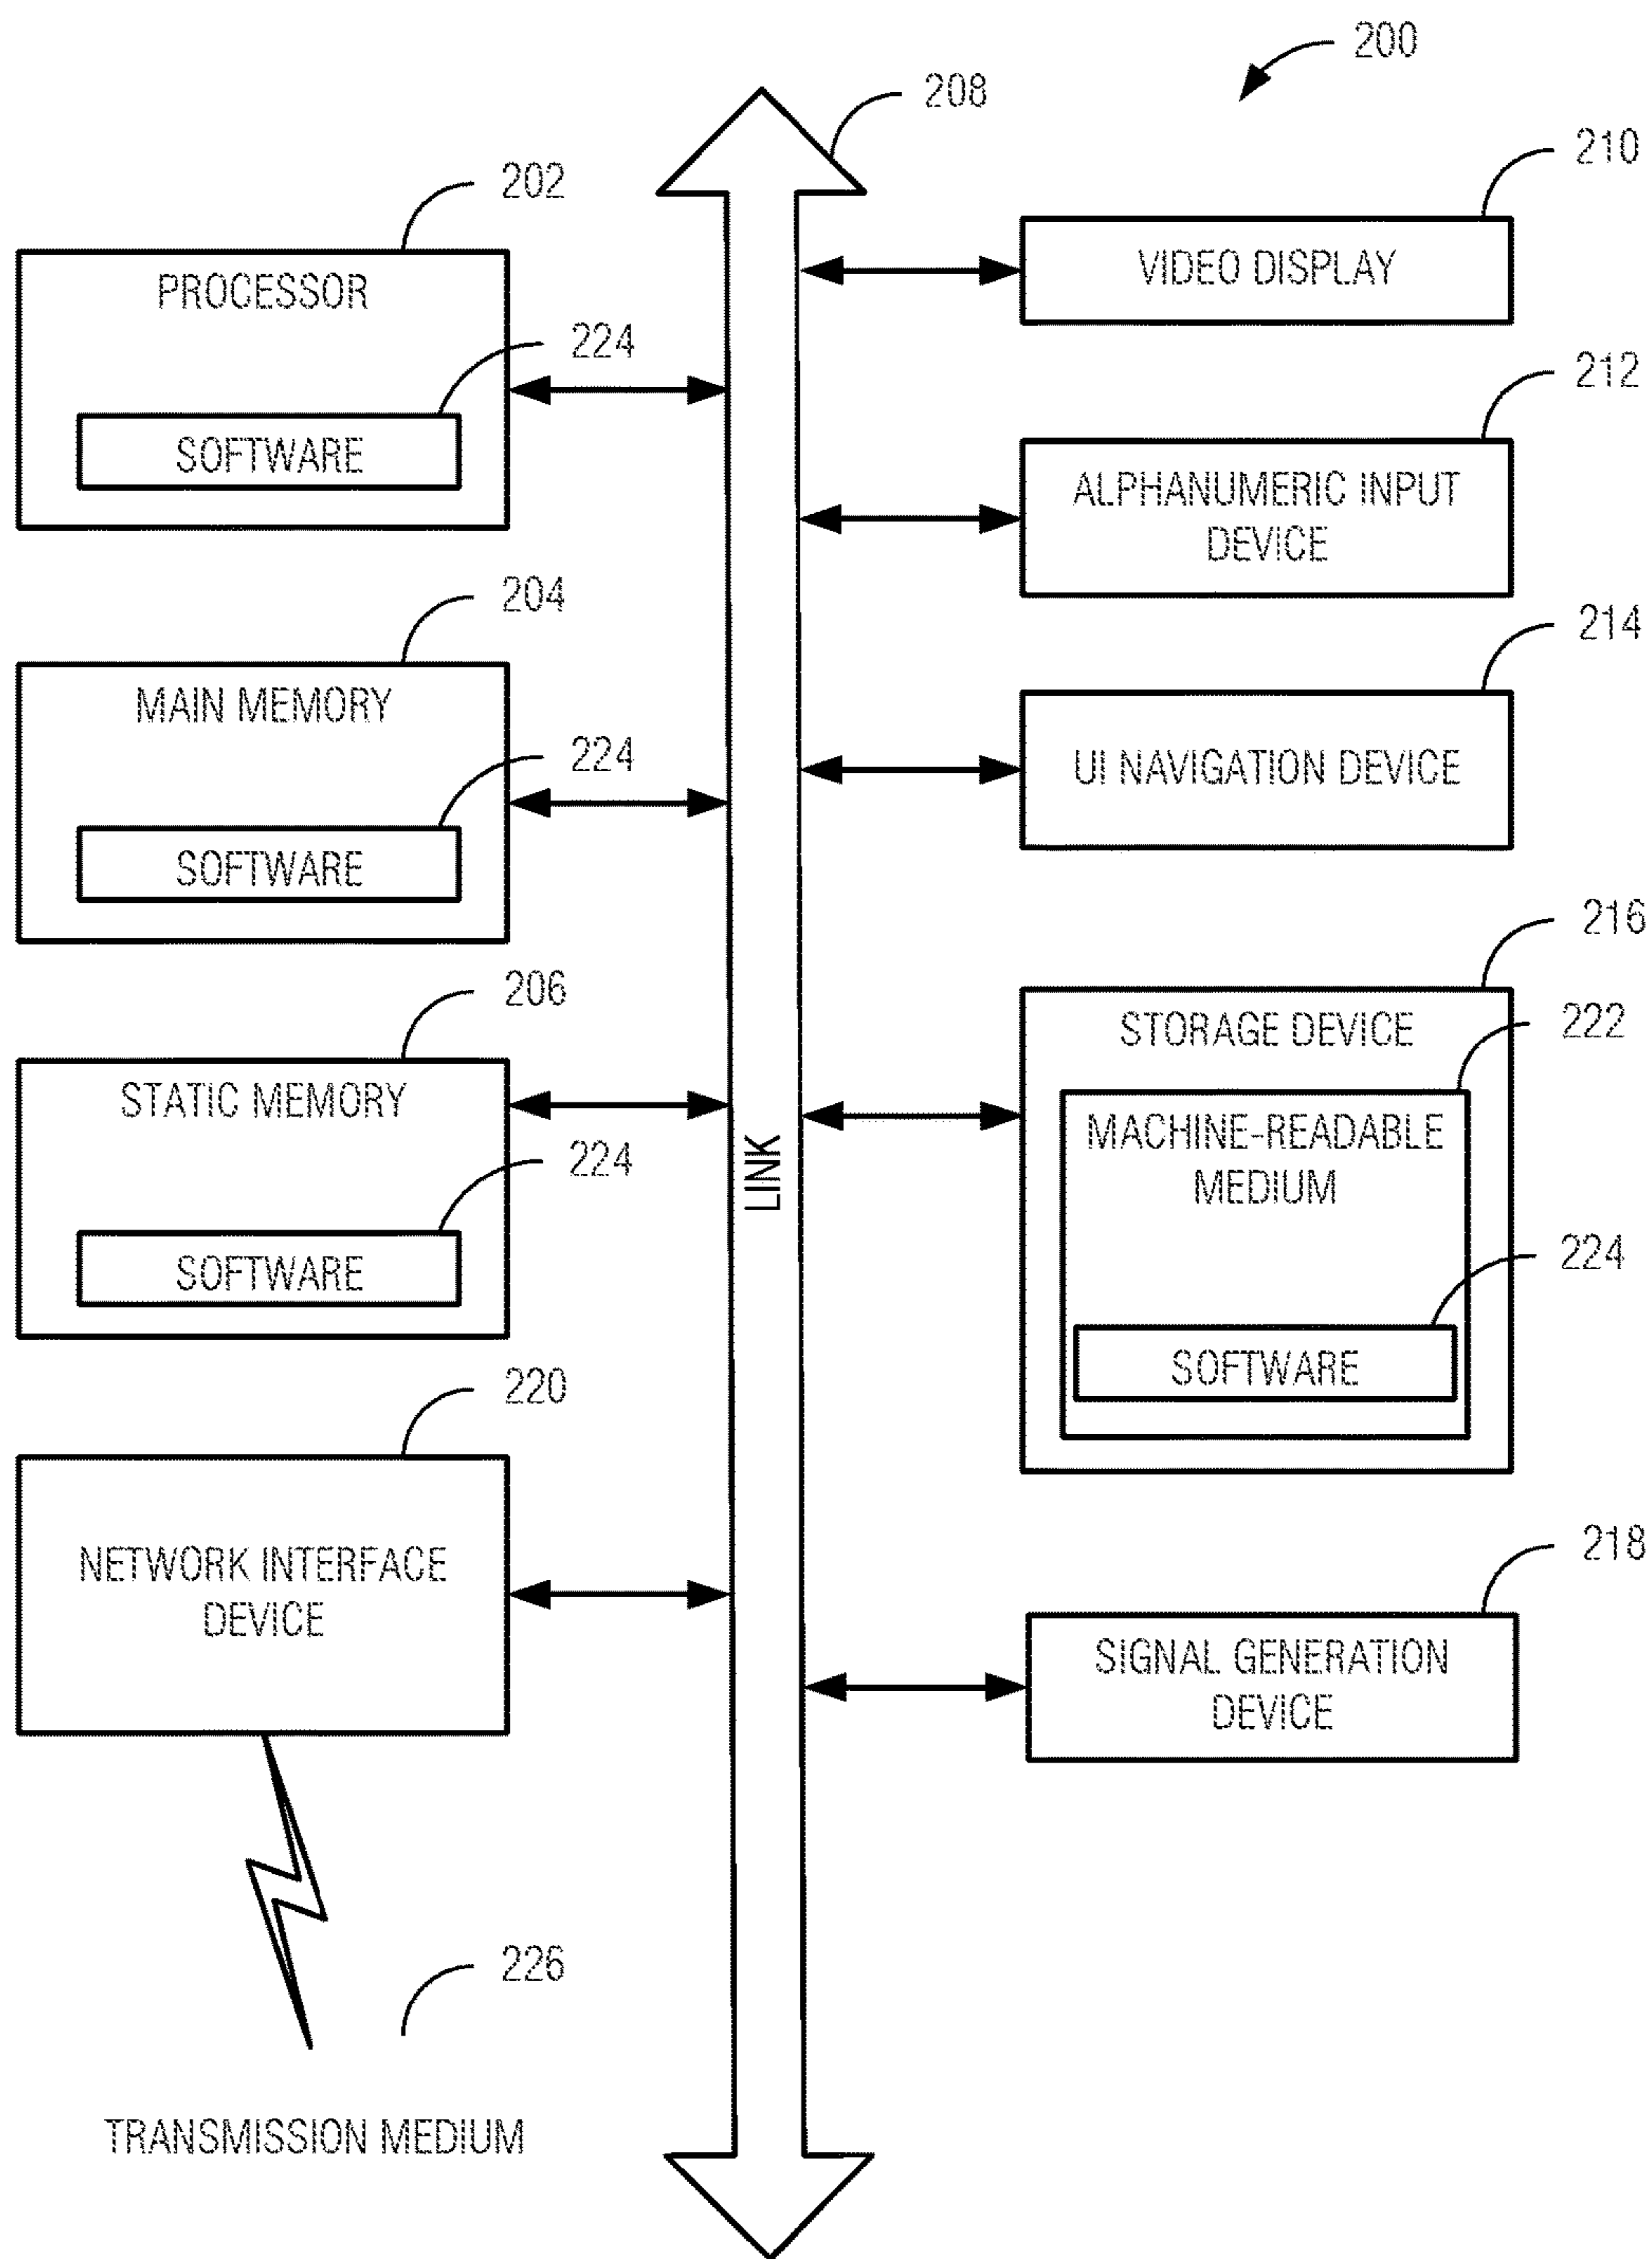 200
208
202
PROCESSOR
224
SOFTWARE
204
MAIN MEMORY
224
SOFTWARE
206
STATIC MEMORY
224
SOFTWARE
220
NETWORK INTERFACE
DEVICE
226
TRANSMISSION MEDIUM
LINK
210
VIDEO DISPLAY
212
ALPHANUMERIC INPUT
DEVICE
214
UI NAVIGATION DEVICE
216
STORAGE DEVICE
222
MACHINE-READABLE
MEDIUM
224
SOFTWARE
218
SIGNAL GENERATION
DEVICE